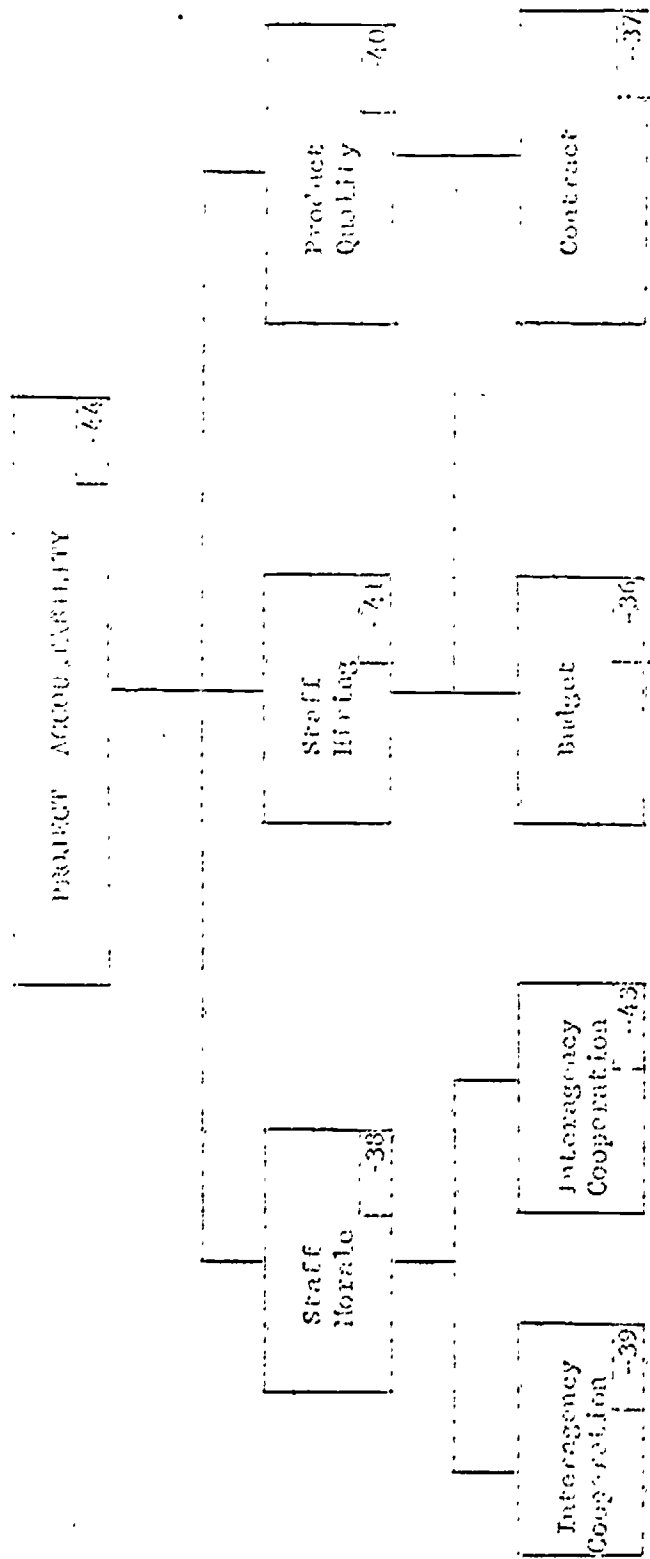 PROJECT ACCOUNTABILITY
-44
Staff
Morale
-38
Staff
Hiring
-41
Product
Quality
-40
Interagency
Cooperation
-39
Interagency
Cooperation
-43
Budget
-36
Contract
-37